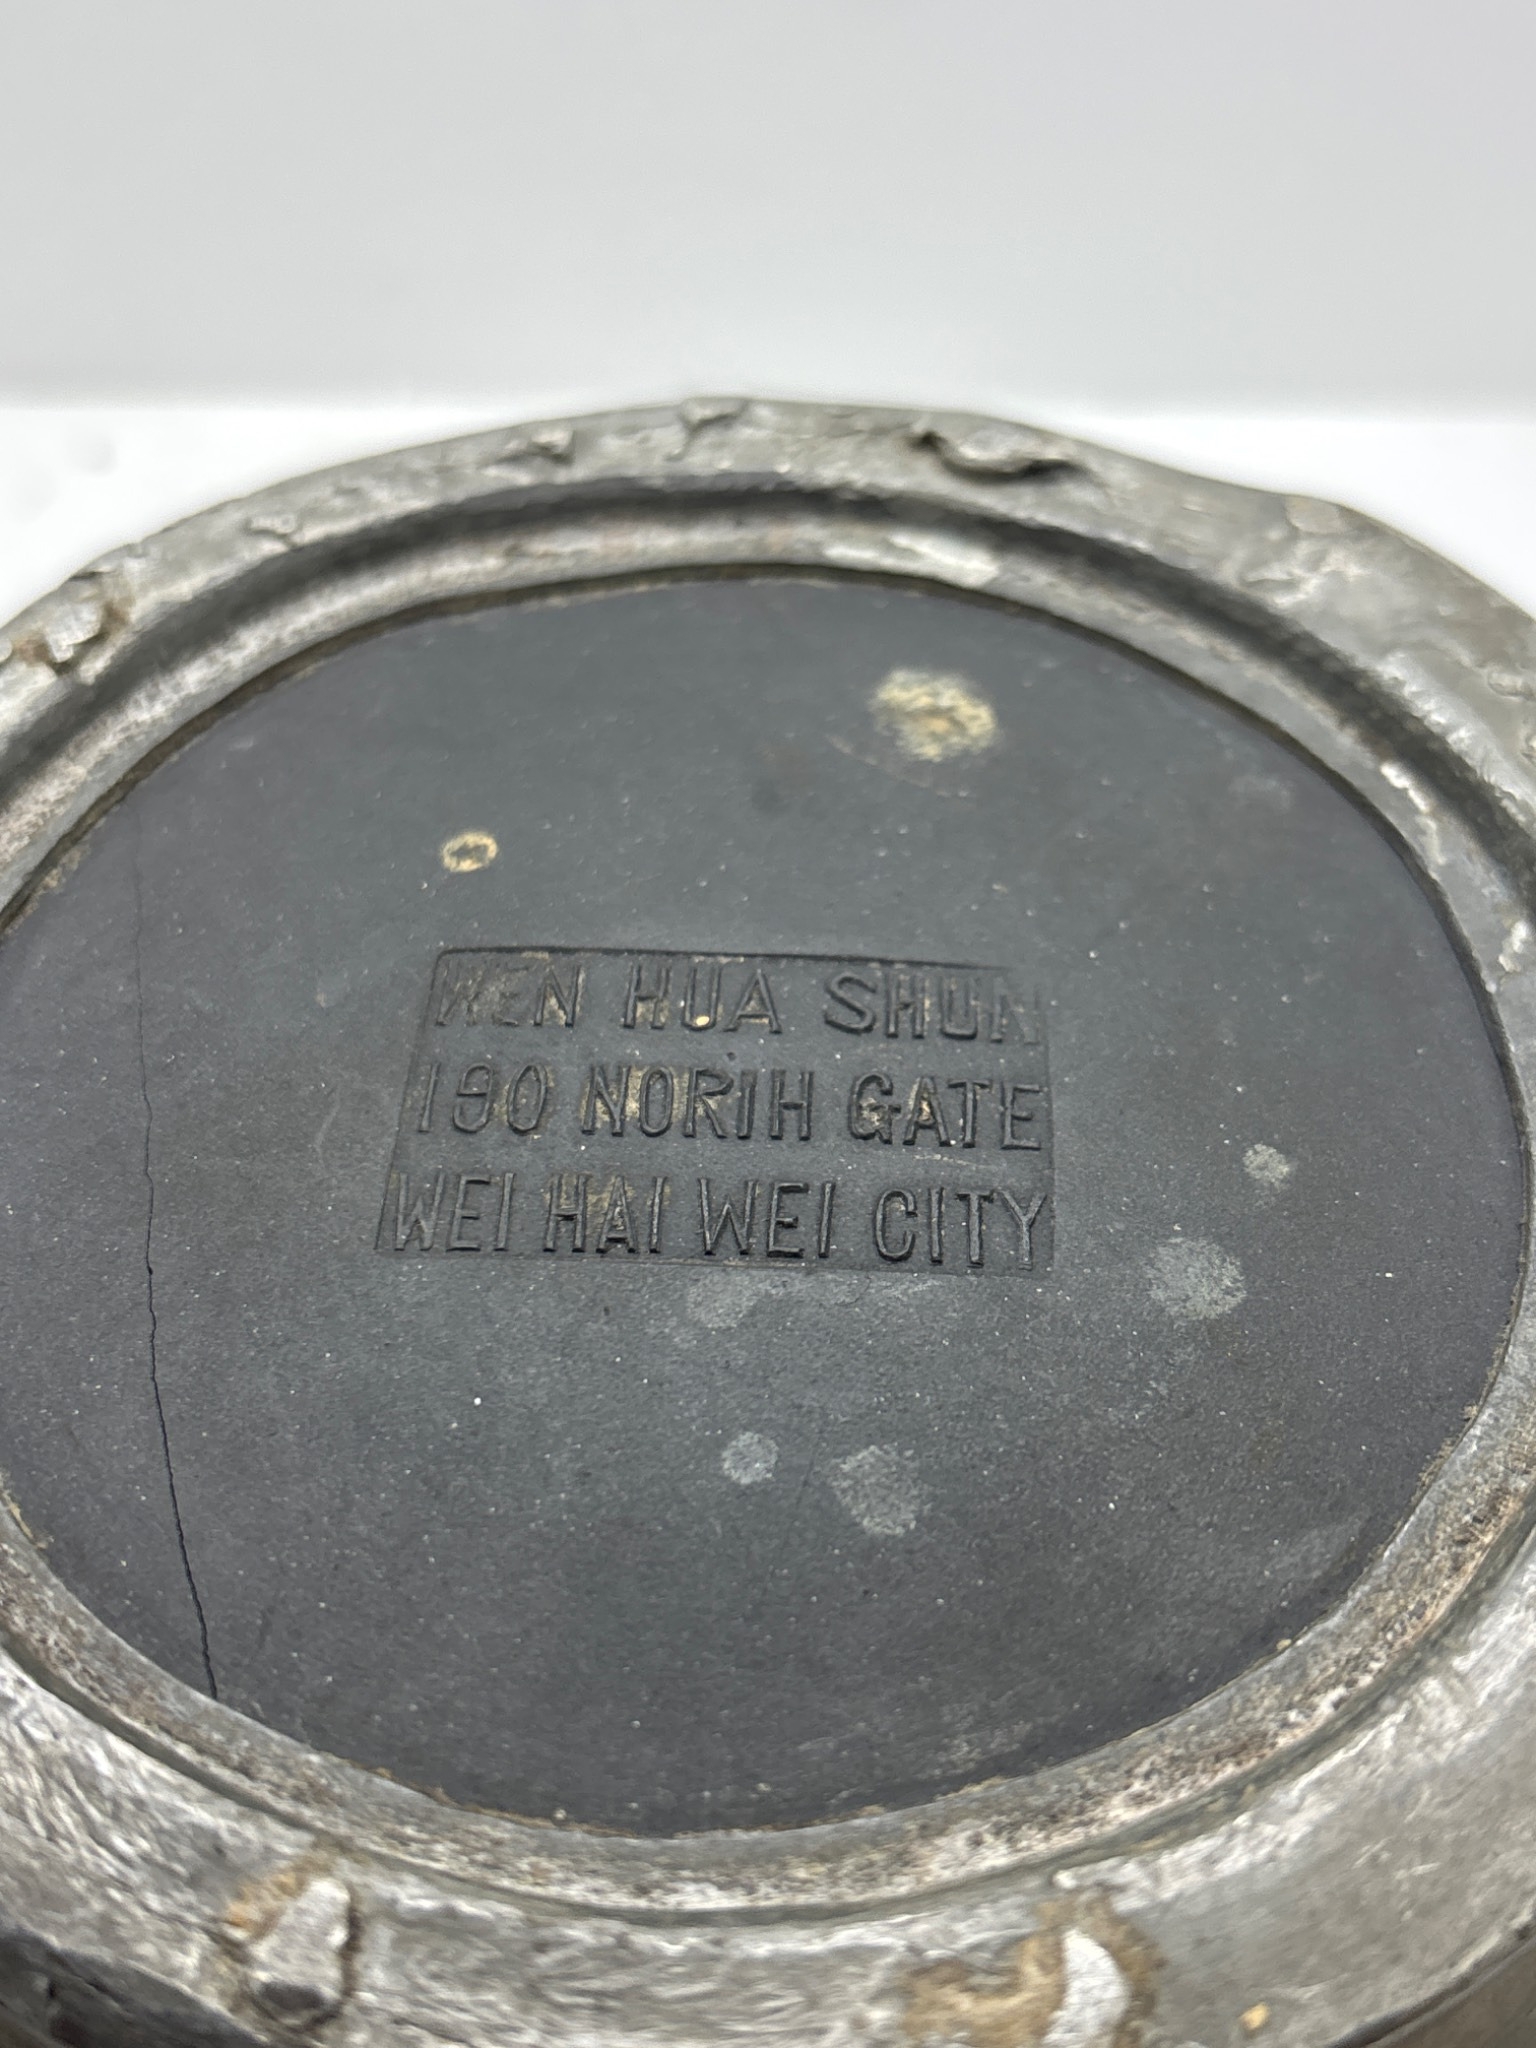 WEN HUA SHUN
190 NORIH GATE
WEI HAI WEI CITY